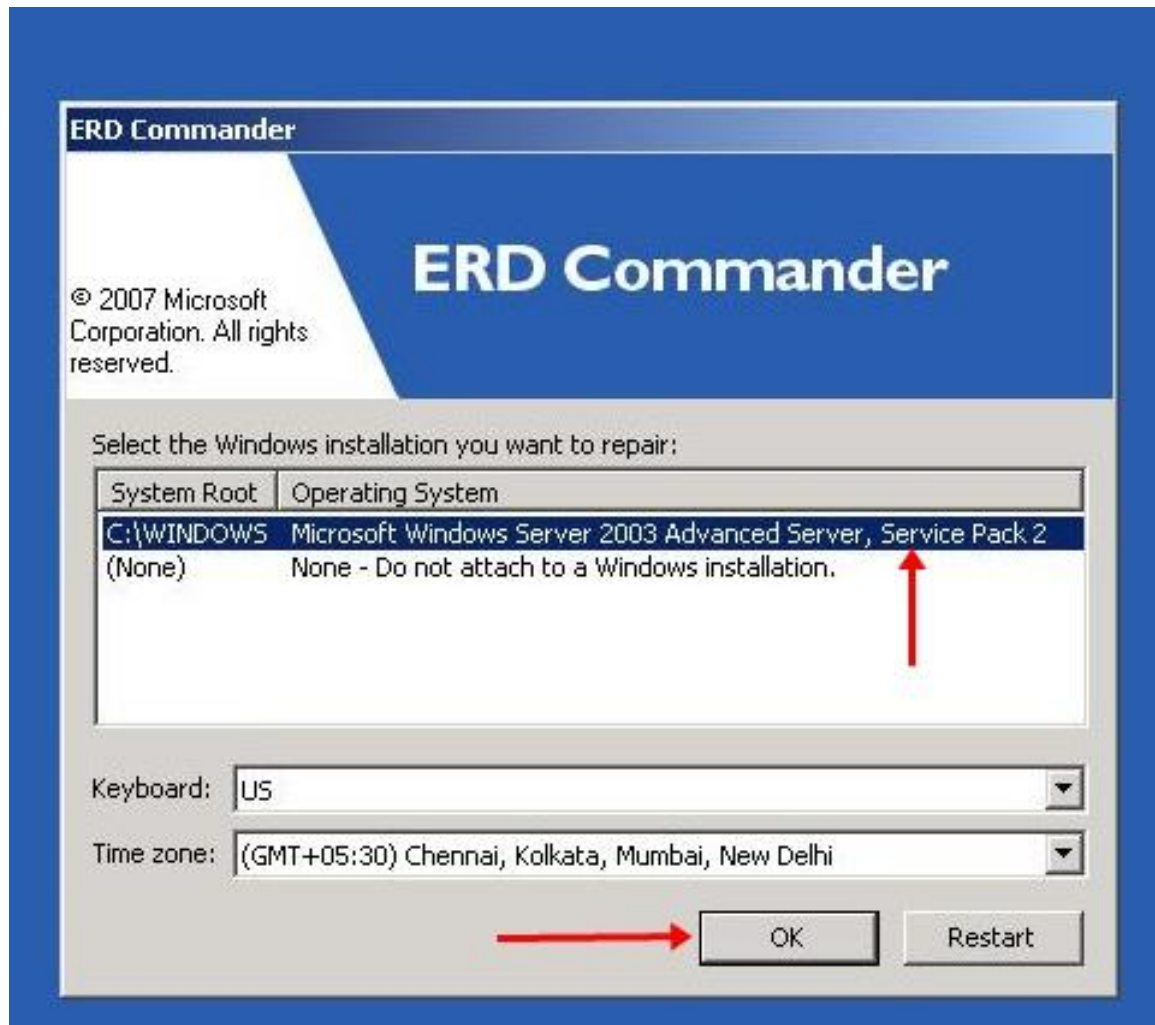 ERD Commander
ERD Commander
© 2007 Microsoft
Corporation. All rights
reserved.
Select the Windows installation you want to repair:
System Root Operating System
C:\WINDOWS Microsoft Windows Server 2003 Advanced Server, Service Pack 2
(None) None - Do not attach to a Windows installation.
Keyboard: US
Time zone: (GMT+05:30) Chennai, Kolkata, Mumbai, New Delhi
OK Restart